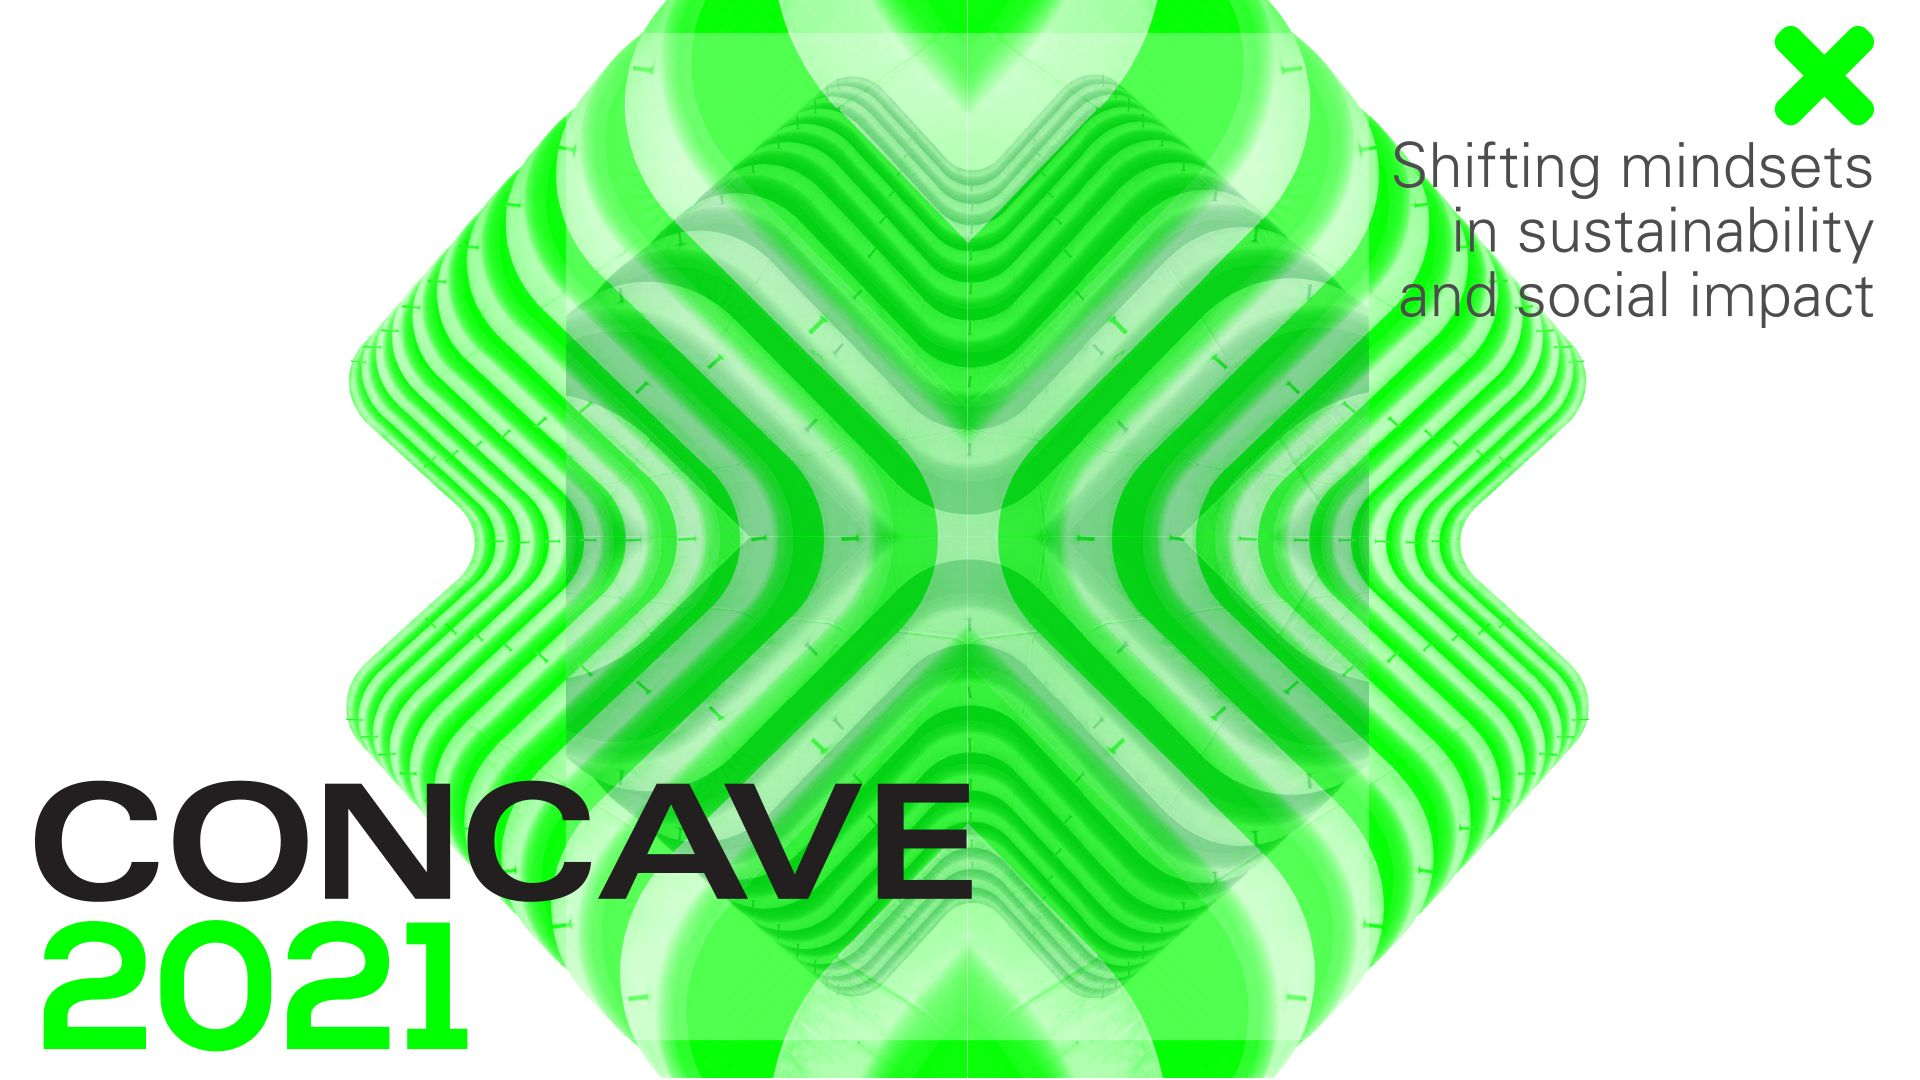 Shifting mindsets
in sustainability
and social impact
CONCAVE
2021